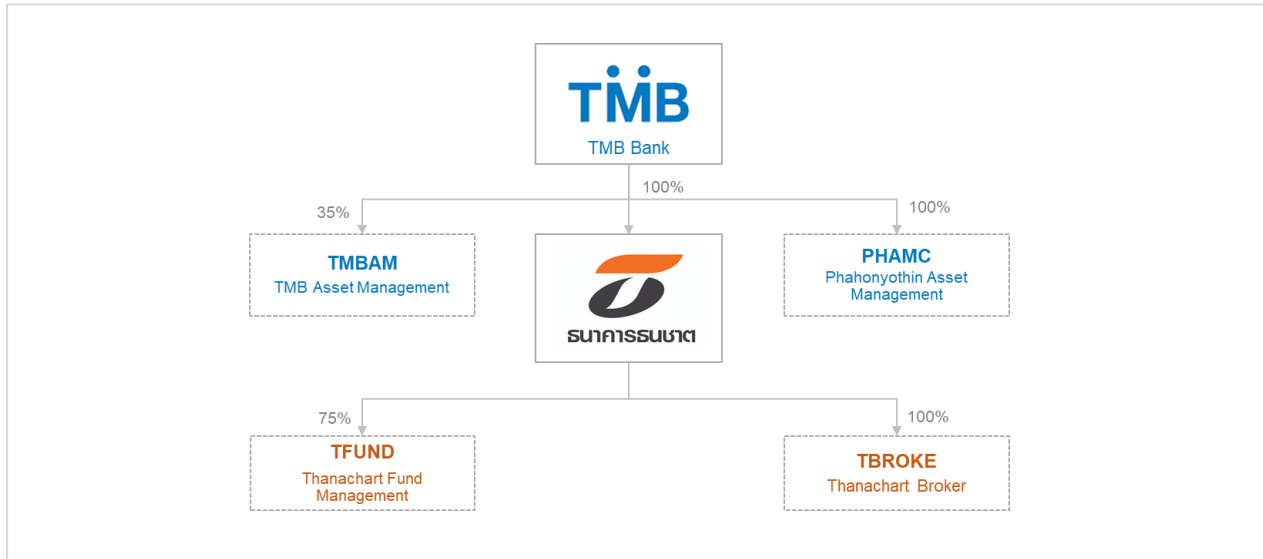 TMB
TMB Bank
100%
35%
100%
TMBAM
TMB Asset Management
ธนาคารธนชาต
PHAMC
Phahonyothin Asset
Management
75%
100%
TFUND
Thanachart Fund
Management
TBROKE
Thanachart Broker